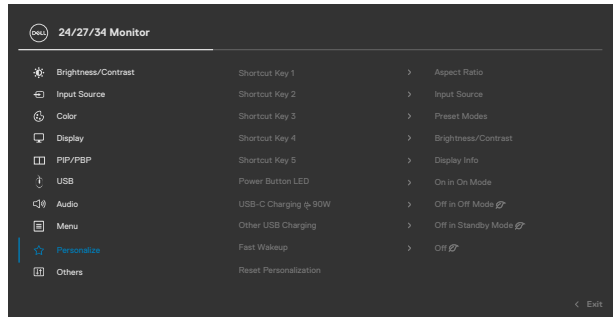 DELL 24/27/34 Monitor
Brightness/Contrast Shortcut Key 1 > Aspect Ratio
Input Source Shortcut Key 2 > Input Source
Color Shortcut Key 3 > Preset Modes
Display Shortcut Key 4 > Brightness/Contrast
PIP/PBP Shortcut Key 5 > Display Info
USB Power Button LED > On in On Mode
Audio USB-C Charging 90W > Off in Off Mode
Menu Other USB Charging > Off in Standby Mode
Personalize Fast Wakeup > Off
Others Reset Personalization
< Exit